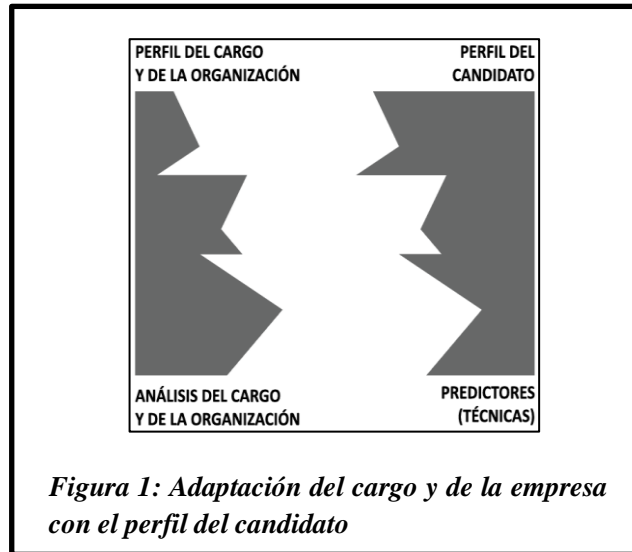 PERFIL DEL CARGO
Y DE LA ORGANIZACIÓN
PERFIL DEL
CANDIDATO
ANÁLISIS DEL CARGO
Y DE LA ORGANIZACIÓN
PREDICTORES
(TÉCNICAS)
Figura 1: Adaptación del cargo y de la empresa
con el perfil del candidato